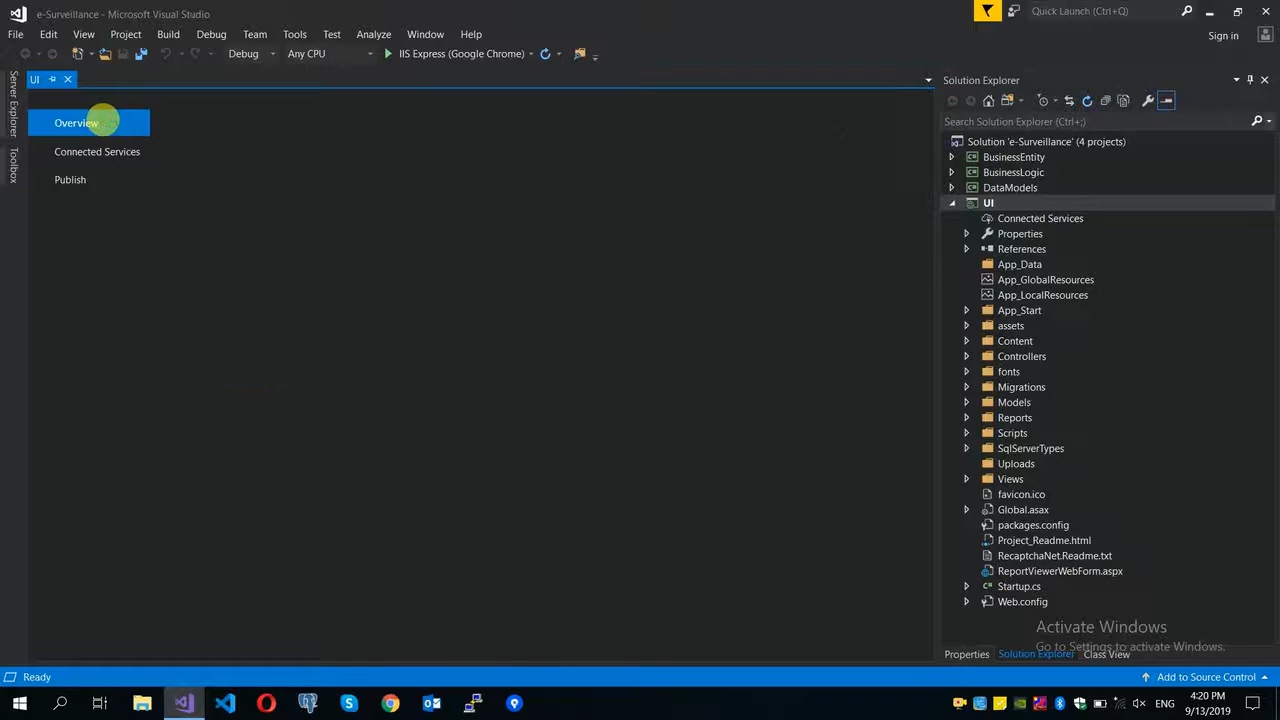 e-Surveillance - Microsoft Visual Studio
Quick Launch (Ctrl+Q)
File Edit View Project Build Debug Team Tools Test Analyze Window Help
Sign in
Debug Any CPU IIS Express (Google Chrome)
Server Explorer
Toolbox
UI
Overview
Connected Services
Publish
Solution Explorer
Search Solution Explorer (Ctrl+;)
Solution 'e-Surveillance' (4 projects)
BusinessEntity
BusinessLogic
DataModels
UI
Connected Services
Properties
References
App_Data
App_GlobalResources
App_LocalResources
App_Start
assets
Content
Controllers
fonts
Migrations
Models
Reports
Scripts
SqlServerTypes
Uploads
Views
favicon.ico
Global.asax
packages.config
Project_Readme.html
RecaptchaNet.Readme.txt
ReportViewerWebForm.aspx
Startup.cs
Web.config
Activate Windows
Go to Settings to activate Windows.
Properties Solution Explorer Class View
Ready
Add to Source Control
4:20 PM
9/13/2019